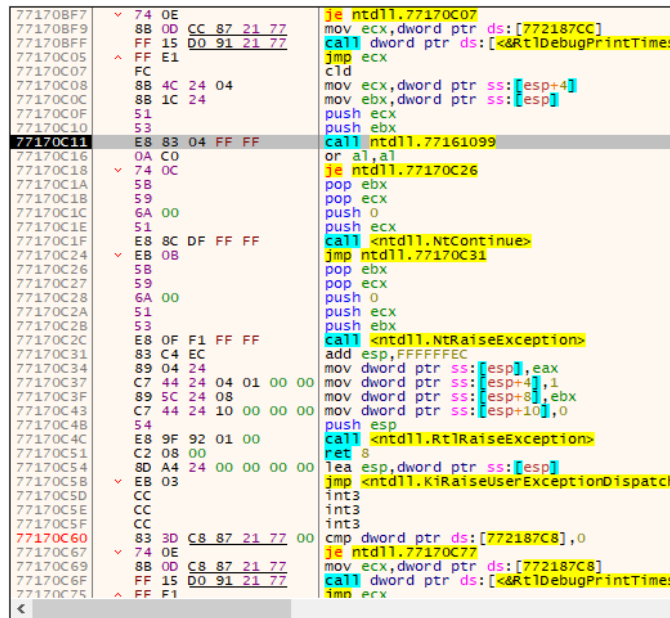 77170BF7 74 0E je ntdll.77170C07
77170BF9 8B 0D CC 87 21 77 mov ecx,dword ptr ds:[772187CC]
77170BFF FF 15 D0 91 21 77 call dword ptr ds:[<&RtlDebugPrintTimes
77170C05 FF E1 jmp ecx
77170C07 FC cld
77170C08 8B 4C 24 04 mov ecx,dword ptr ss:[esp+4]
77170C0C 8B 1C 24 mov ebx,dword ptr ss:[esp]
77170C0F 51 push ecx
77170C10 53 push ebx
77170C11 E8 83 04 FF FF call ntdll.77161099
77170C16 0A C0 or al,al
77170C18 74 0C je ntdll.77170C26
77170C1A 5B pop ebx
77170C1B 59 pop ecx
77170C1C 6A 00 push 0
77170C1E 51 push ecx
77170C1F E8 8C DF FF FF call <ntdll.NtContinue>
77170C24 EB 0B jmp ntdll.77170C31
77170C26 5B pop ebx
77170C27 59 pop ecx
77170C28 6A 00 push 0
77170C2A 51 push ecx
77170C2B 53 push ebx
77170C2C E8 0F F1 FF FF call <ntdll.NtRaiseException>
77170C31 83 C4 EC add esp,FFFFFFEC
77170C34 89 04 24 mov dword ptr ss:[esp],eax
77170C37 C7 44 24 04 01 00 00 mov dword ptr ss:[esp+4],1
77170C3F 89 5C 24 08 mov dword ptr ss:[esp+8],ebx
77170C43 C7 44 24 10 00 00 00 mov dword ptr ss:[esp+10],0
77170C4B 54 push esp
77170C4C E8 9F 92 01 00 call <ntdll.RtlRaiseException>
77170C51 C2 08 00 ret 8
77170C54 8D A4 24 00 00 00 00 lea esp,dword ptr ss:[esp]
77170C5B EB 03 jmp <ntdll.KiRaiseUserExceptionDispatch
77170C5D CC int3
77170C5E CC int3
77170C5F CC int3
77170C60 83 3D C8 87 21 77 00 cmp dword ptr ds:[772187C8],0
77170C67 74 0E je ntdll.77170C77
77170C69 8B 0D C8 87 21 77 mov ecx,dword ptr ds:[772187C8]
77170C6F FF 15 D0 91 21 77 call dword ptr ds:[<&RtlDebugPrintTimes
77170C75 FF E1 jmp ecx